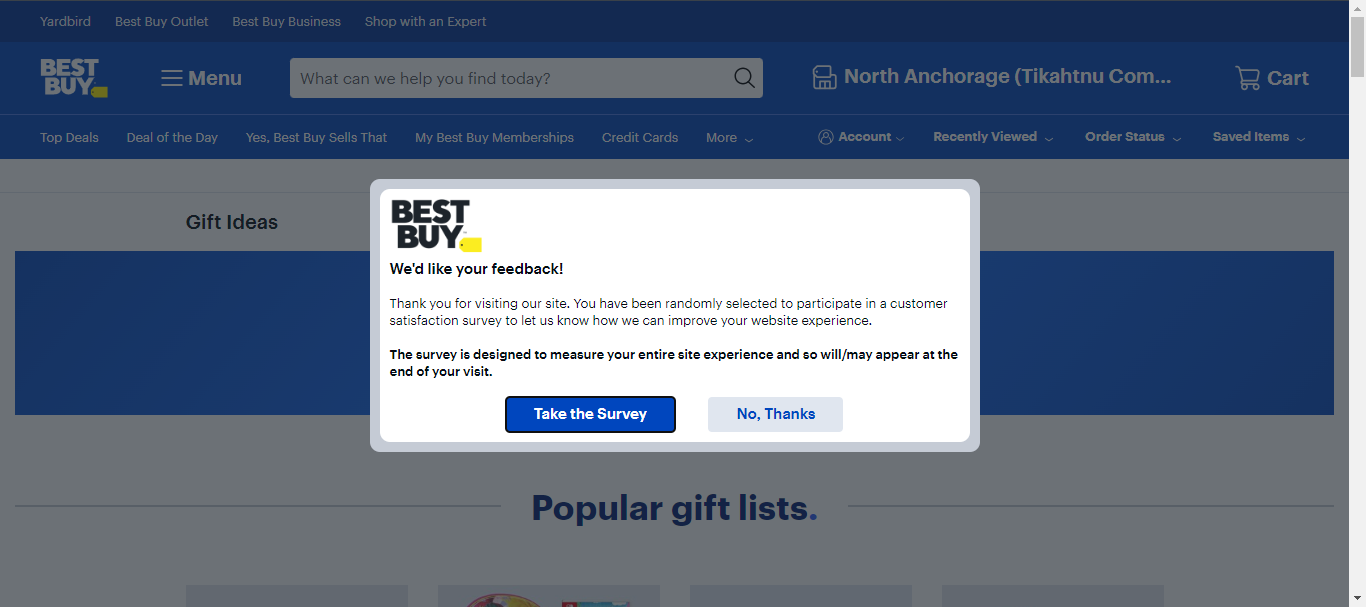 Yardbird Best Buy Outlet Best Buy Business Shop with an Expert
BEST
BUY
Menu
What can we help you find today?
North Anchorage (Tikahtnu Com...
Cart
Top Deals Deal of the Day Yes, Best Buy Sells That My Best Buy Memberships Credit Cards More Account Recently Viewed Order Status Saved Items
Gift Ideas
BEST
BUY
We'd like your feedback!
Thank you for visiting our site. You have been randomly selected to participate in a customer
satisfaction survey to let us know how we can improve your website experience.
The survey is designed to measure your entire site experience and so will/may appear at the
end of your visit.
Take the Survey No, Thanks
Popular gift lists.